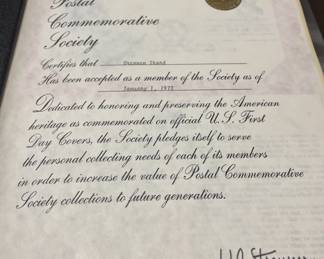 Postal
Commemorative
Society
Certifies that
Has been accepted as a member of the Society as of
January 1, 1973
Dedicated to honoring and preserving the American
heritage as commemorated on official U.S. First
Day Covers, the Society pledges itself to serve
the personal collecting needs of each of its members
in order to increase the value of Postal Commemorative
Society collections to future generations.